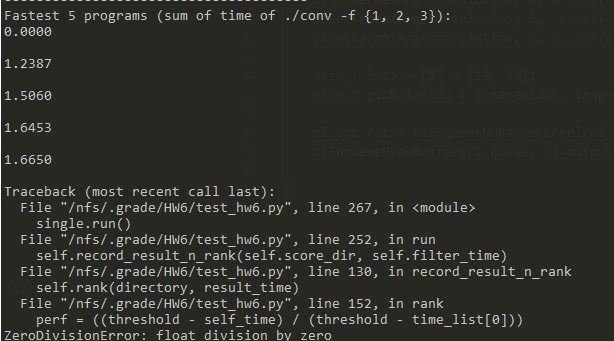 Fastest 5 programs (sum of time of ./conv -f {1, 2, 3}):
0.0000
1.2387
1.5060
1.6453
1.6650
Traceback (most recent call last):
  File "/nfs/.grade/HW6/test_hw6.py", line 267, in <module>
    single.run()
  File "/nfs/.grade/HW6/test_hw6.py", line 252, in run
    self.record_result_n_rank(self.score_dir, self.filter_time)
  File "/nfs/.grade/HW6/test_hw6.py", line 130, in record_result_n_rank
    self.rank(directory, result_time)
  File "/nfs/.grade/HW6/test_hw6.py", line 152, in rank
    perf = ((threshold - self_time) / (threshold - time_list[0]))
ZeroDivisionError: float division by zero